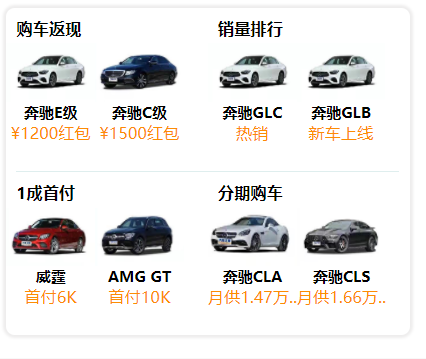 购车返现 销量排行
奔驰E级 奔驰C级 奔驰GLC 奔驰GLB
¥1200红包 ¥1500红包 热销 新车上线
1成首付 分期购车
威霆 AMG GT 奔驰CLA 奔驰CLS
首付6K 首付10K 月供1.47万.. 月供1.66万..